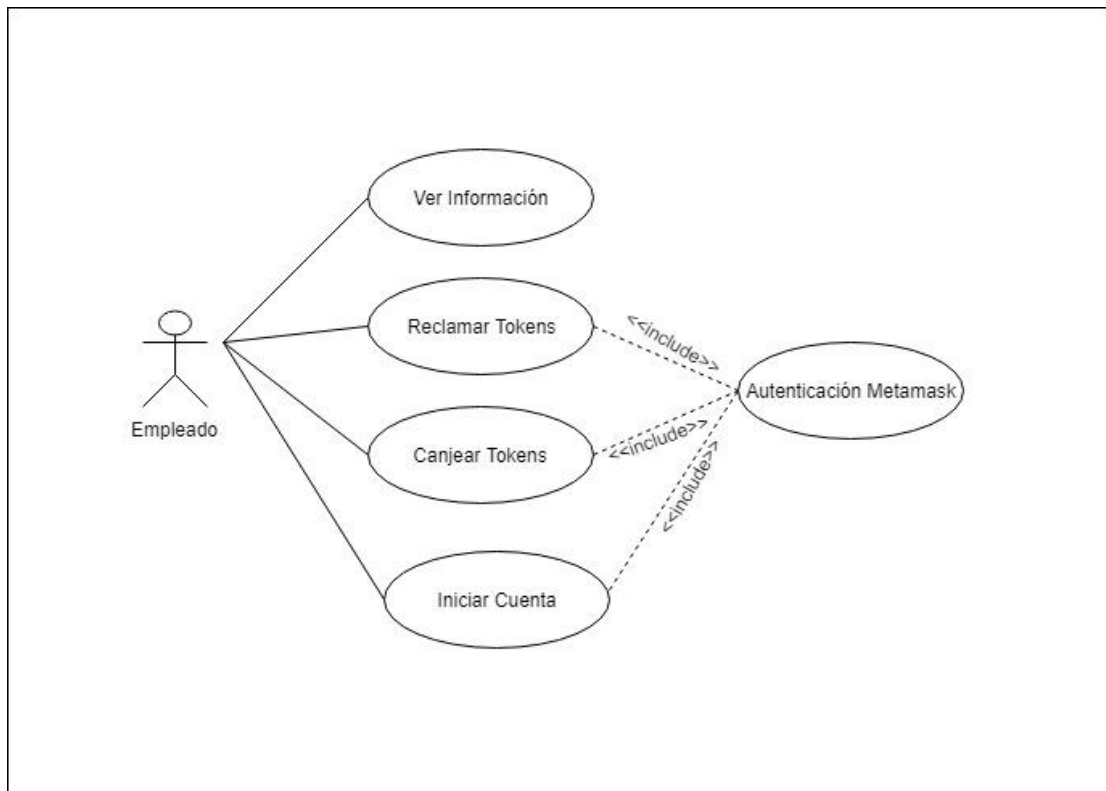 Ver Información
Reclamar Tokens
<<include>>
Autenticación Metamask
Empleado
Canjear Tokens
<<include>>
<<include>>
Iniciar Cuenta